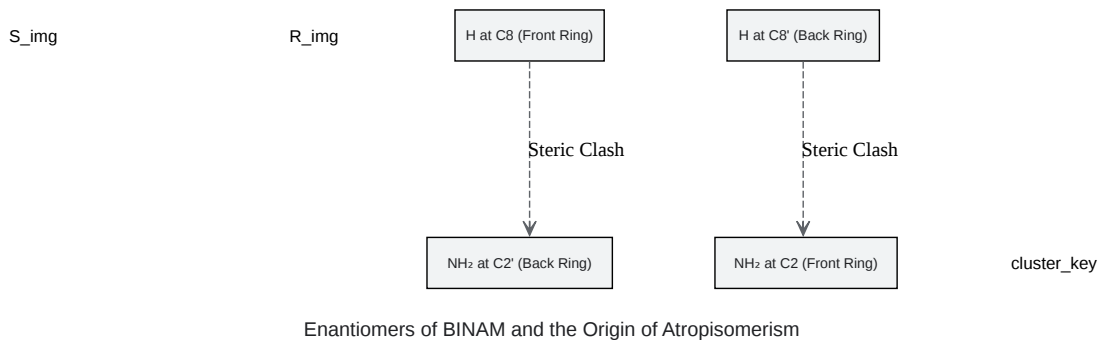 S_img
R_img
H at C8 (Front Ring)
H at C8' (Back Ring)
Steric Clash
Steric Clash
NH₂ at C2' (Back Ring)
NH₂ at C2 (Front Ring)
cluster_key
Enantiomers of BINAM and the Origin of Atropisomerism